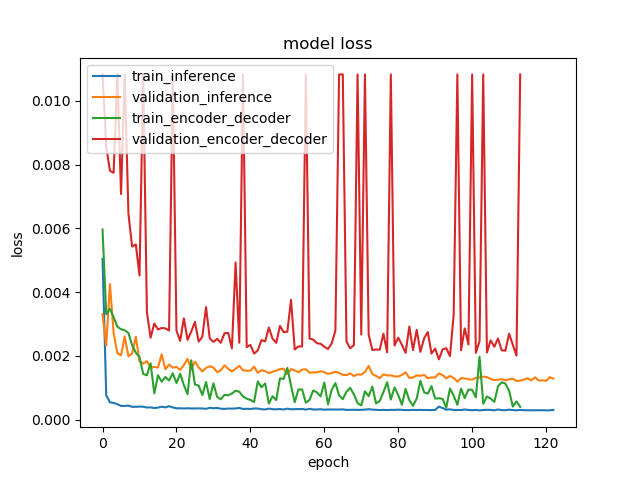 model loss
train_inference
validation_inference
train_encoder_decoder
validation_encoder_decoder
loss
0.010
0.008
0.006
0.004
0.002
0.000
0 20 40 60 80 100 120
epoch